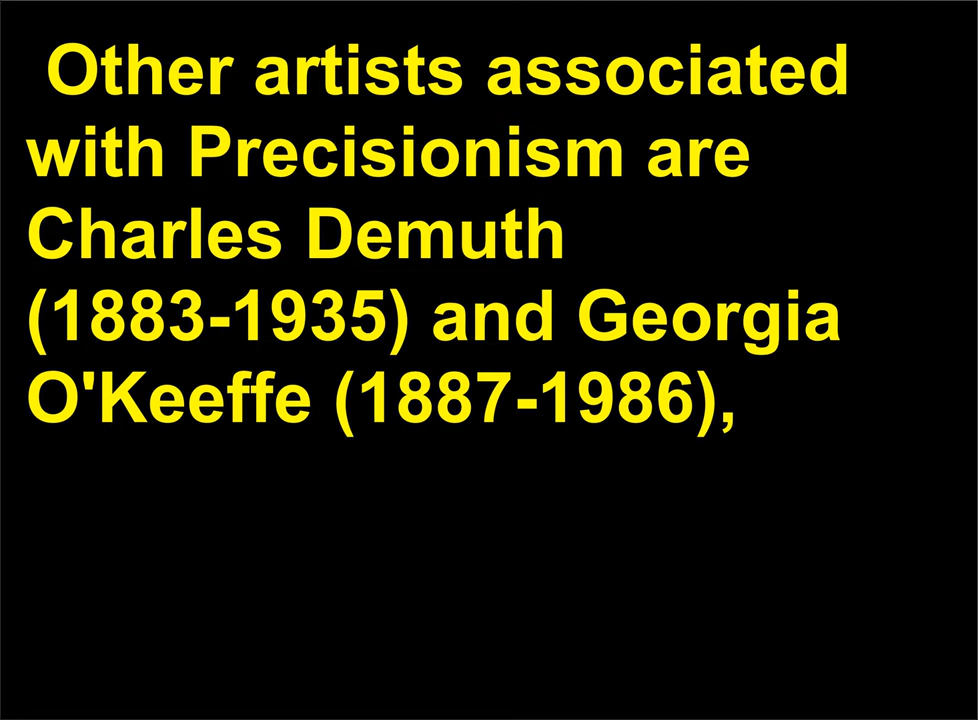 Other artists associated
with Precisionism are
Charles Demuth
(1883-1935) and Georgia
O'Keeffe (1887-1986),